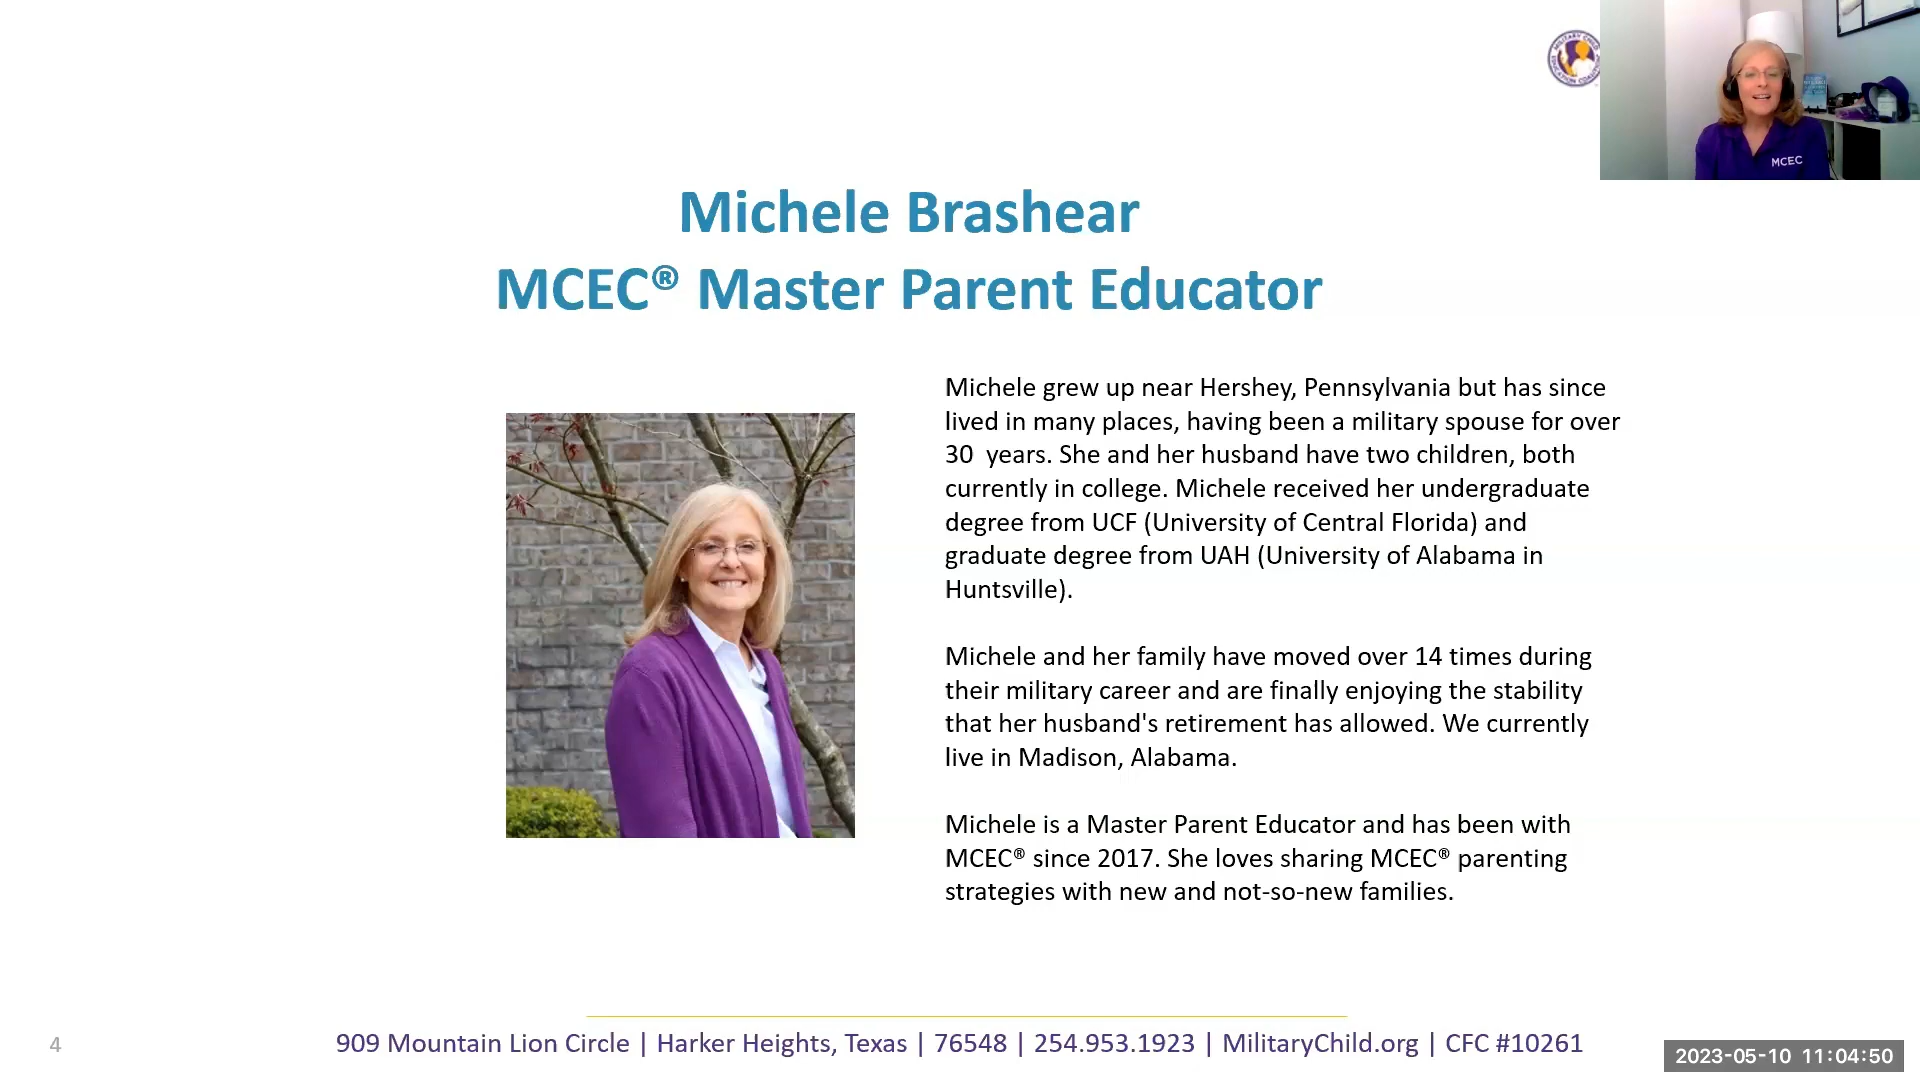 MILITARY CHILD
EDUCATION COALITION
MCEC
Michele Brashear
MCEC® Master Parent Educator
Michele grew up near Hershey, Pennsylvania but has since
lived in many places, having been a military spouse for over
30  years. She and her husband have two children, both
currently in college. Michele received her undergraduate
degree from UCF (University of Central Florida) and
graduate degree from UAH (University of Alabama in
Huntsville).
Michele and her family have moved over 14 times during
their military career and are finally enjoying the stability
that her husband's retirement has allowed. We currently
live in Madison, Alabama.
Michele is a Master Parent Educator and has been with
MCEC® since 2017. She loves sharing MCEC® parenting
strategies with new and not-so-new families.
4
909 Mountain Lion Circle | Harker Heights, Texas | 76548 | 254.953.1923 | MilitaryChild.org | CFC #10261
2023-05-10 11:04:50